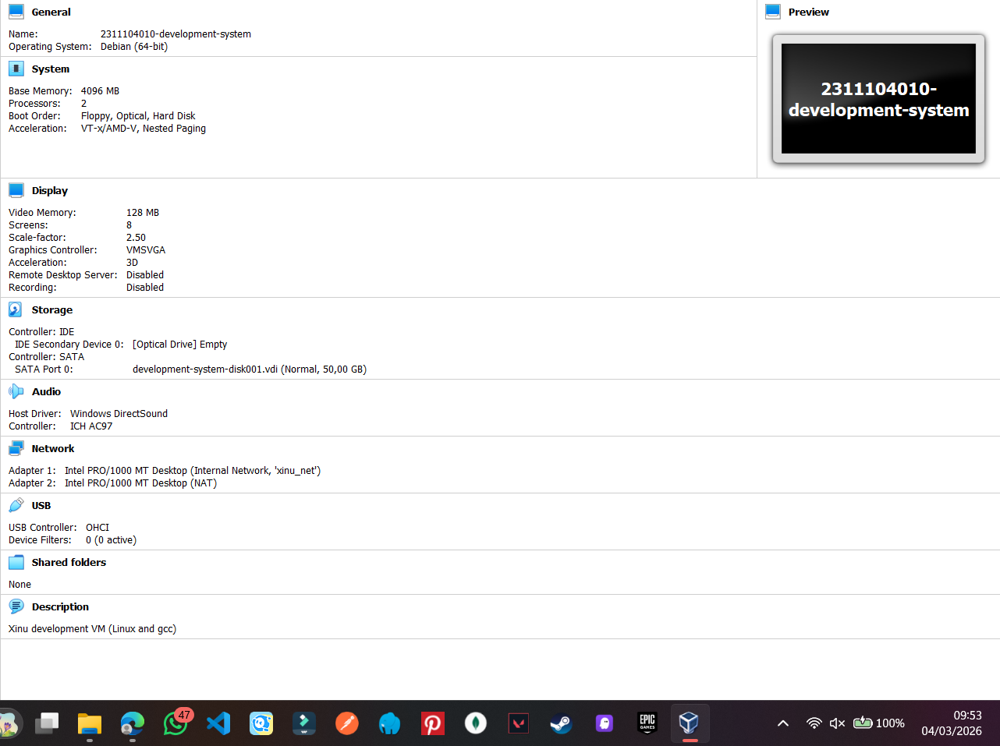 General
Name: 2311104010-development-system
Operating System: Debian (64-bit)
Preview
2311104010-
development-system
System
Base Memory: 4096 MB
Processors: 2
Boot Order: Floppy, Optical, Hard Disk
Acceleration: VT-x/AMD-V, Nested Paging
Display
Video Memory: 128 MB
Screens: 8
Scale-factor: 2.50
Graphics Controller: VMSVGA
Acceleration: 3D
Remote Desktop Server: Disabled
Recording: Disabled
Storage
Controller: IDE
IDE Secondary Device 0: [Optical Drive] Empty
Controller: SATA
SATA Port 0: development-system-disk001.vdi (Normal, 50,00 GB)
Audio
Host Driver: Windows DirectSound
Controller: ICH AC97
Network
Adapter 1: Intel PRO/1000 MT Desktop (Internal Network, 'xinu_net')
Adapter 2: Intel PRO/1000 MT Desktop (NAT)
USB
USB Controller: OHCI
Device Filters: 0 (0 active)
Shared folders
None
Description
Xinu development VM (Linux and gcc)
47
EPIC
GAMES
100%
09:53
04/03/2026